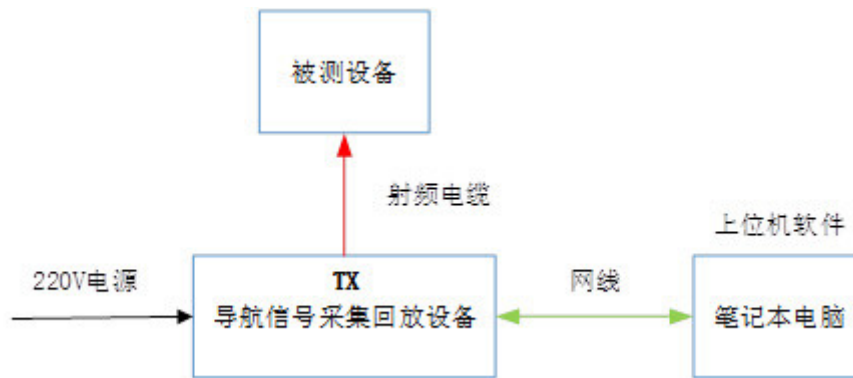 被测设备
射频电缆
上位机软件
220V电源
TX
网线
导航信号采集回放设备
笔记本电脑